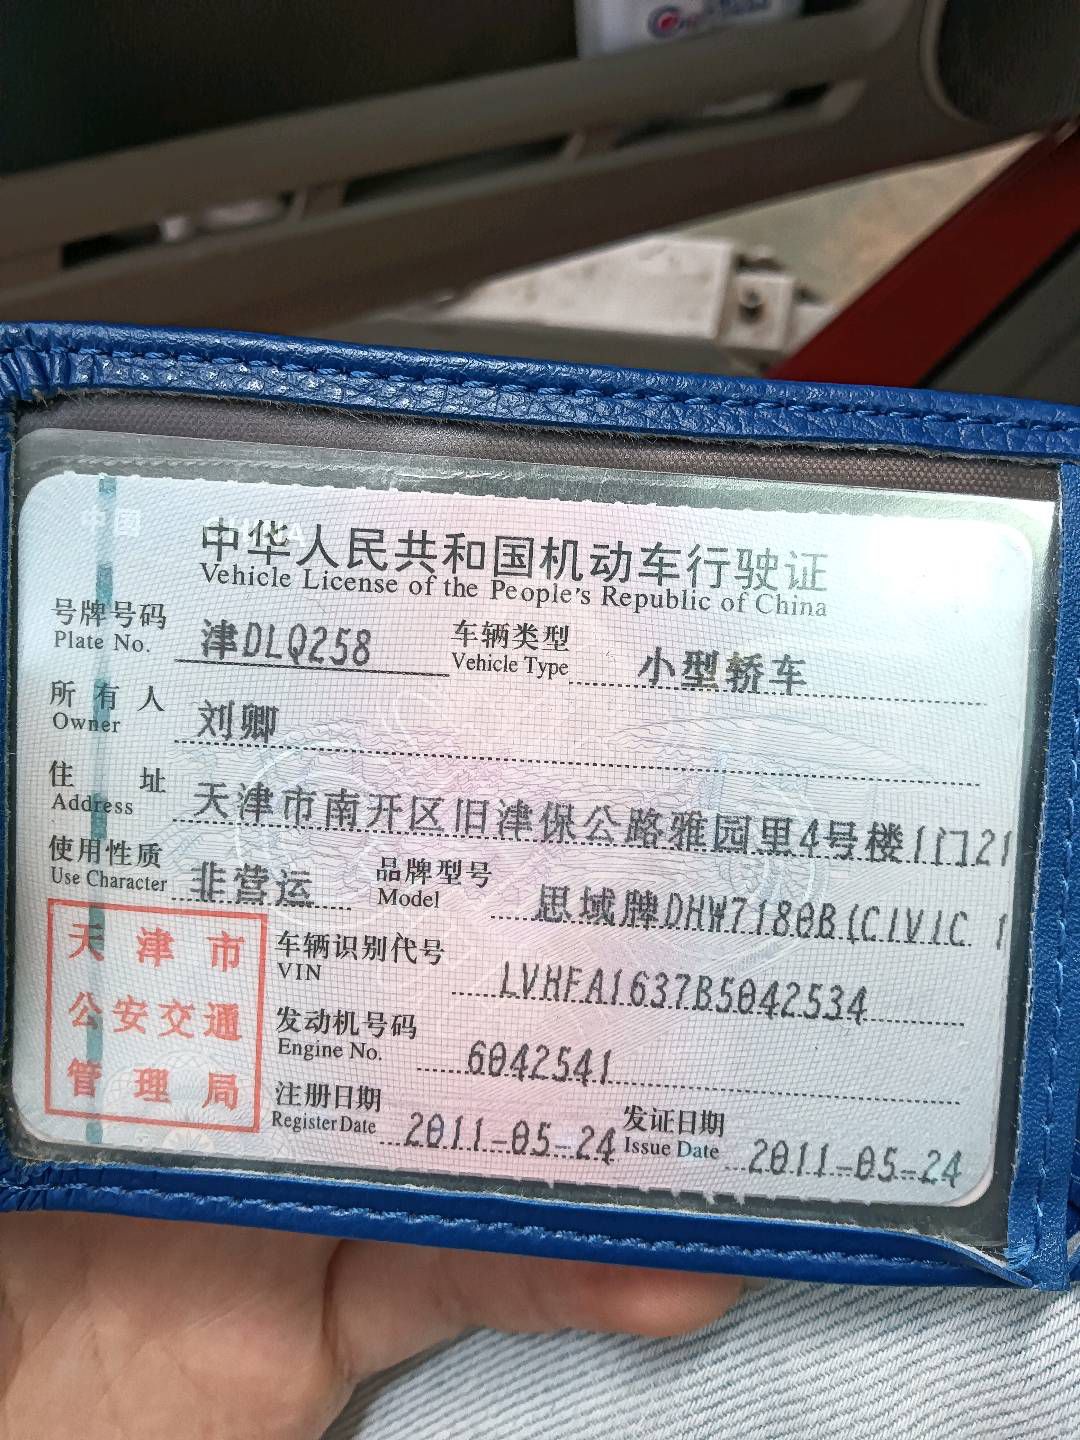 中华人民共和国机动车行驶证
Vehicle License of the People's Republic of China
号牌号码 津DLQ258 车辆类型 小型轿车
Plate No. Vehicle Type
所有人 刘卿
Owner
住址 天津市南开区旧津保公路雅园里4号楼1门21
Address
使用性质 非营运 品牌型号 思域牌DHW7180B(CIVIC 1
Use Character Model
天津市
公安交通
管理局
车辆识别代号 LVHFA1637B5042534
VIN
发动机号码 6042541
Engine No.
注册日期 2011-05-24 发证日期 2011-05-24
Register Date Issue Date